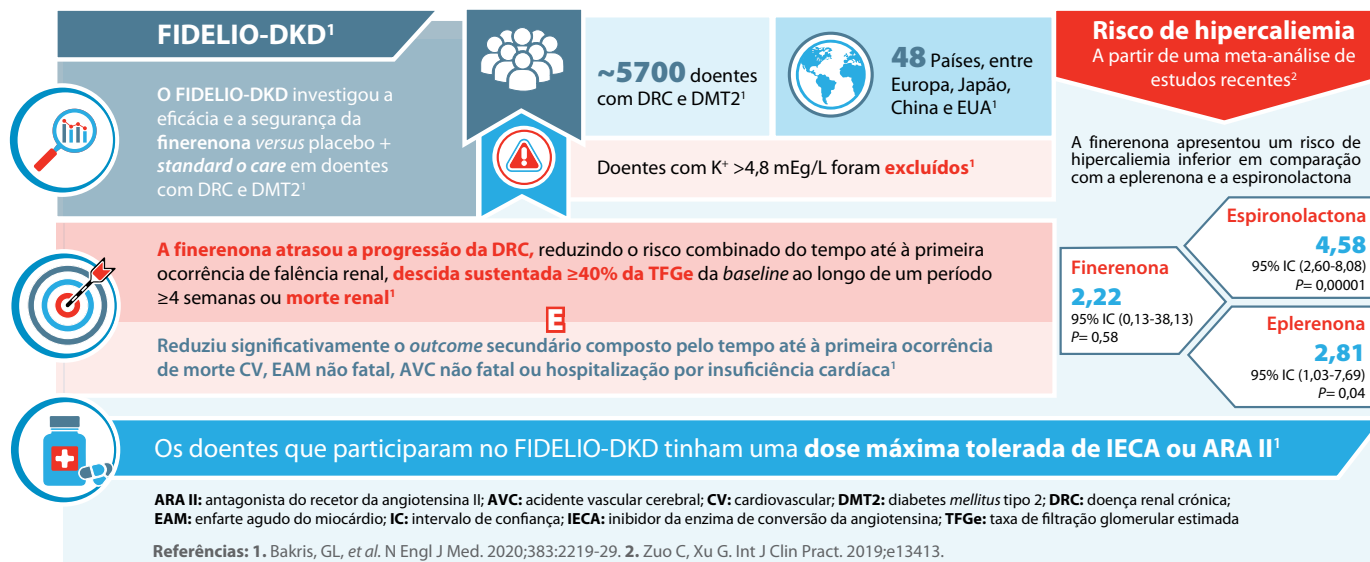 FIDELIO-DKD¹
O FIDELIO-DKD investigou a
eficácia e a segurança da
finerenona versus placebo +
standard o care em doentes
com DRC e DMT2¹
~5700 doentes
com DRC e DMT2¹
48 Países, entre
Europa, Japão,
China e EUA¹
Doentes com K⁺ >4,8 mEg/L foram excluídos¹
A finerenona atrasou a progressão da DRC, reduzindo o risco combinado do tempo até à primeira
ocorrência de falência renal, descida sustentada ≥40% da TFGe da baseline ao longo de um período
≥4 semanas ou morte renal¹
E
Reduziu significativamente o outcome secundário composto pelo tempo até à primeira ocorrência
de morte CV, EAM não fatal, AVC não fatal ou hospitalização por insuficiência cardíaca¹
Risco de hipercaliemia
A partir de uma meta-análise de
estudos recentes²
A finerenona apresentou um risco de
hipercaliemia inferior em comparação
com a eplerenona e a espironolactona
Finerenona
2,22
95% IC (0,13-38,13)
P= 0,58
Espironolactona
4,58
95% IC (2,60-8,08)
P= 0,00001
Eplerenona
2,81
95% IC (1,03-7,69)
P= 0,04
Os doentes que participaram no FIDELIO-DKD tinham uma dose máxima tolerada de IECA ou ARA II¹
ARA II: antagonista do recetor da angiotensina II; AVC: acidente vascular cerebral; CV: cardiovascular; DMT2: diabetes mellitus tipo 2; DRC: doença renal crónica;
EAM: enfarte agudo do miocárdio; IC: intervalo de confiança; IECA: inibidor da enzima de conversão da angiotensina; TFGe: taxa de filtração glomerular estimada
Referências: 1. Bakris, GL, et al. N Engl J Med. 2020;383:2219-29. 2. Zuo C, Xu G. Int J Clin Pract. 2019;e13413.